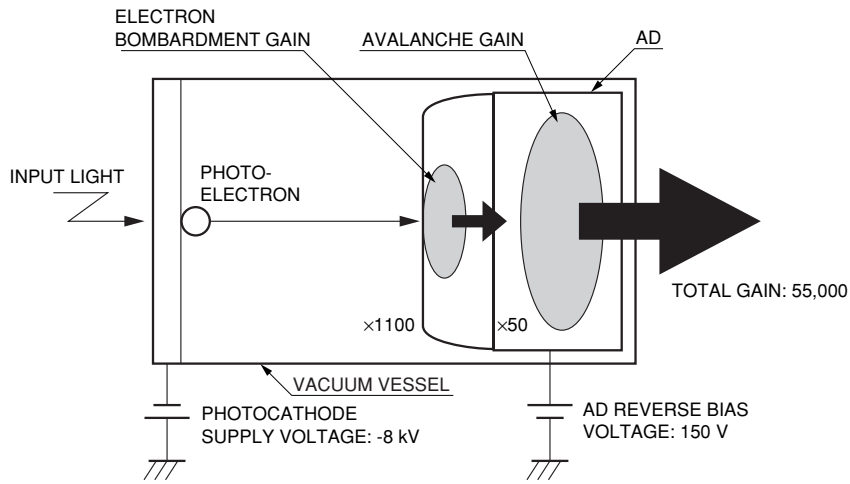 ELECTRON
BOMBARDMENT GAIN
AVALANCHE GAIN
AD
INPUT LIGHT
PHOTO-
ELECTRON
×1100
×50
TOTAL GAIN: 55,000
VACUUM VESSEL
PHOTOCATHODE
SUPPLY VOLTAGE: -8 kV
AD REVERSE BIAS
VOLTAGE: 150 V